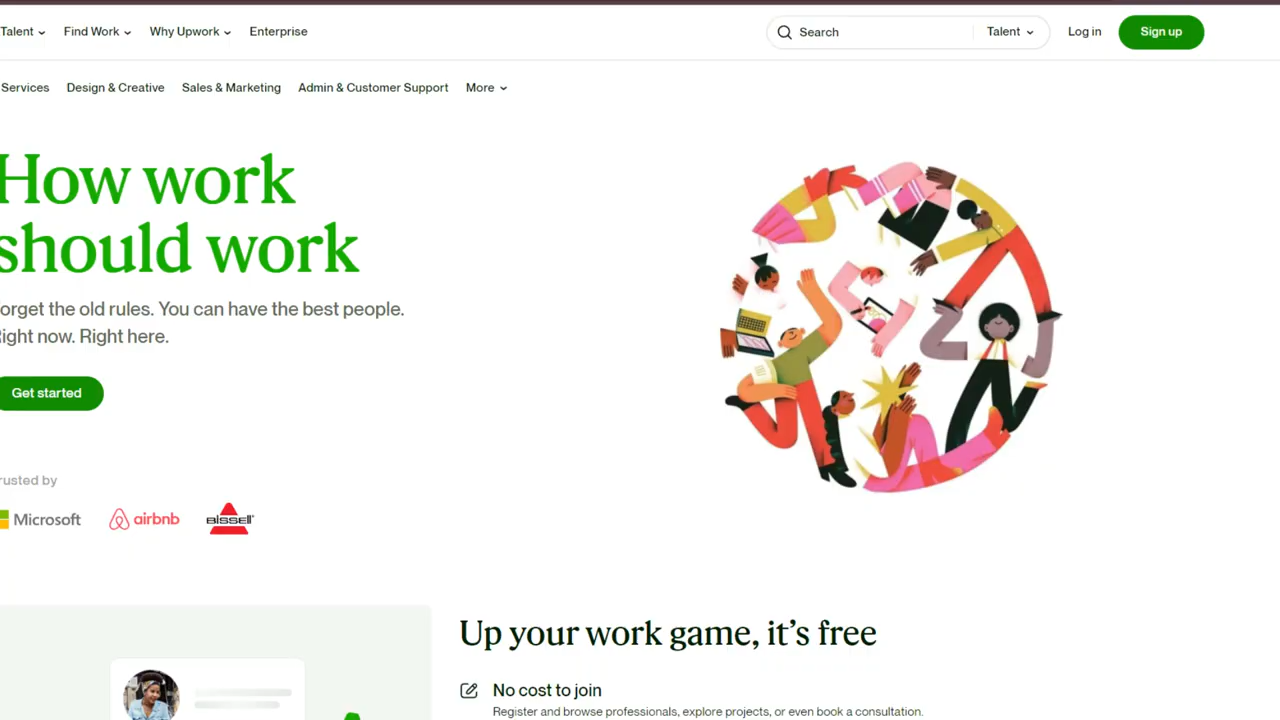 Talent Find Work Why Upwork Enterprise Search Talent Log in Sign up
Services Design & Creative Sales & Marketing Admin & Customer Support More
How work
should work
orget the old rules. You can have the best people.
ight now. Right here.
Get started
rusted by
Microsoft airbnb BISSELL
Up your work game, it's free
No cost to join
Register and browse professionals, explore projects, or even book a consultation.